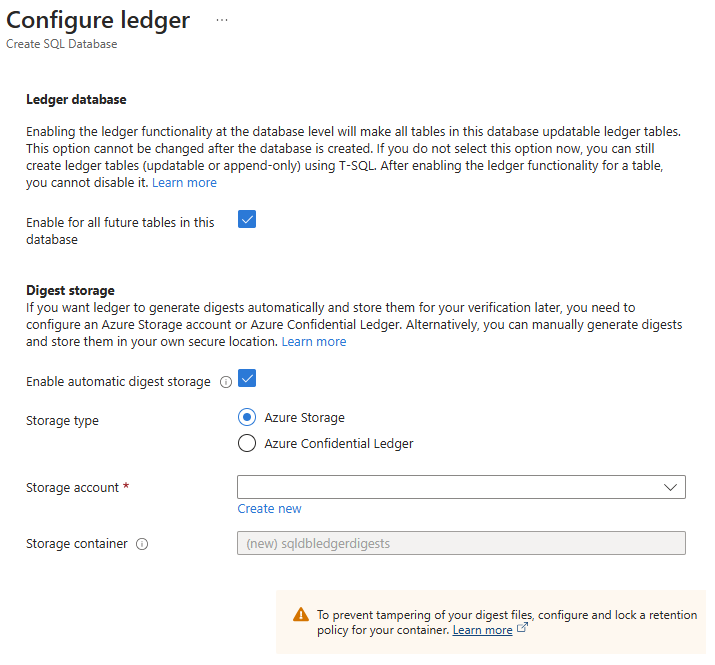 Configure ledger ...
Create SQL Database
Ledger database
Enabling the ledger functionality at the database level will make all tables in this database updatable ledger tables.
This option cannot be changed after the database is created. If you do not select this option now, you can still
create ledger tables (updatable or append-only) using T-SQL. After enabling the ledger functionality for a table,
you cannot disable it. Learn more
Enable for all future tables in this
database
Digest storage
If you want ledger to generate digests automatically and store them for your verification later, you need to
configure an Azure Storage account or Azure Confidential Ledger. Alternatively, you can manually generate digests
and store them in your own secure location. Learn more
Enable automatic digest storage
Storage type
Azure Storage
Azure Confidential Ledger
Storage account *
Create new
Storage container
(new) sqldbledgerdigests
To prevent tampering of your digest files, configure and lock a retention
policy for your container. Learn more